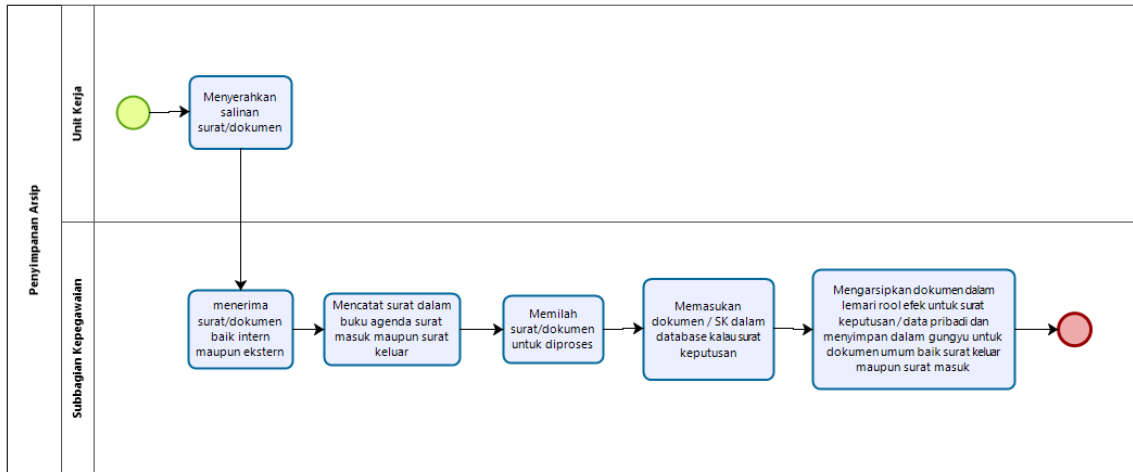 Penyimpanan Arsip
Unit Kerja
Menyerahkan
salinan
surat/dokumen
Subbagian Kepegawaian
menerima
surat/dokumen
baik intern
maupun ekstern
Mencatat surat dalam
buku agenda surat
masuk maupun surat
keluar
Memilah
surat/dokumen
untuk diproses
Memasukan
dokumen / SK dalam
database kalau surat
keputusan
Mengarsipkan dokumen dalam
lemari rool efek untuk surat
keputusan / data pribadi dan
menyimpan dalam gungyu untuk
dokumen umum baik surat keluar
maupun surat masuk